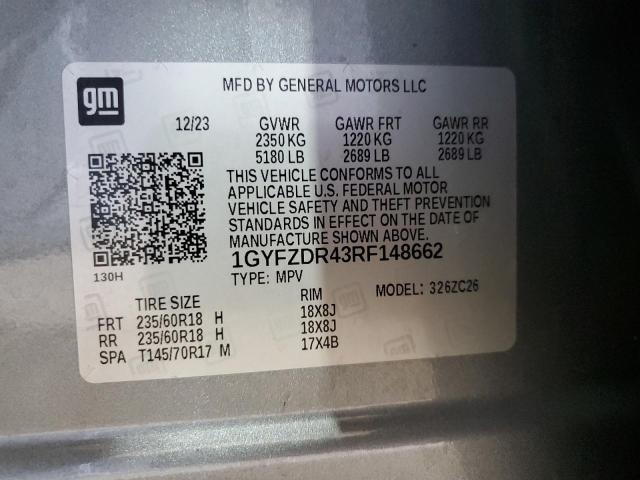 gm
MFD BY GENERAL MOTORS LLC
12/23 GVWR GAWR FRT GAWR RR
2350 KG 1220 KG 1220 KG
5180 LB 2689 LB 2689 LB
THIS VEHICLE CONFORMS TO ALL
APPLICABLE U.S. FEDERAL MOTOR
VEHICLE SAFETY AND THEFT PREVENTION
STANDARDS IN EFFECT ON THE DATE OF
MANUFACTURE SHOWN ABOVE.
1GYFZDR43RF148662
130H
TYPE: MPV
MODEL: 326ZC26
TIRE SIZE RIM
FRT 235/60R18 H 18X8J
RR 235/60R18 H 18X8J
SPA T145/70R17 M 17X4B